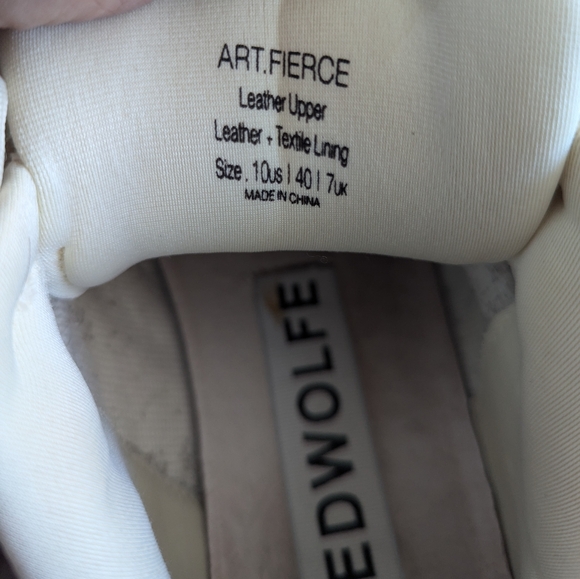 ART.FIERCE
Leather Upper
Leather + Textile Lining
Size . 10us | 40 | 7uk
MADE IN CHINA
EDWOLFE